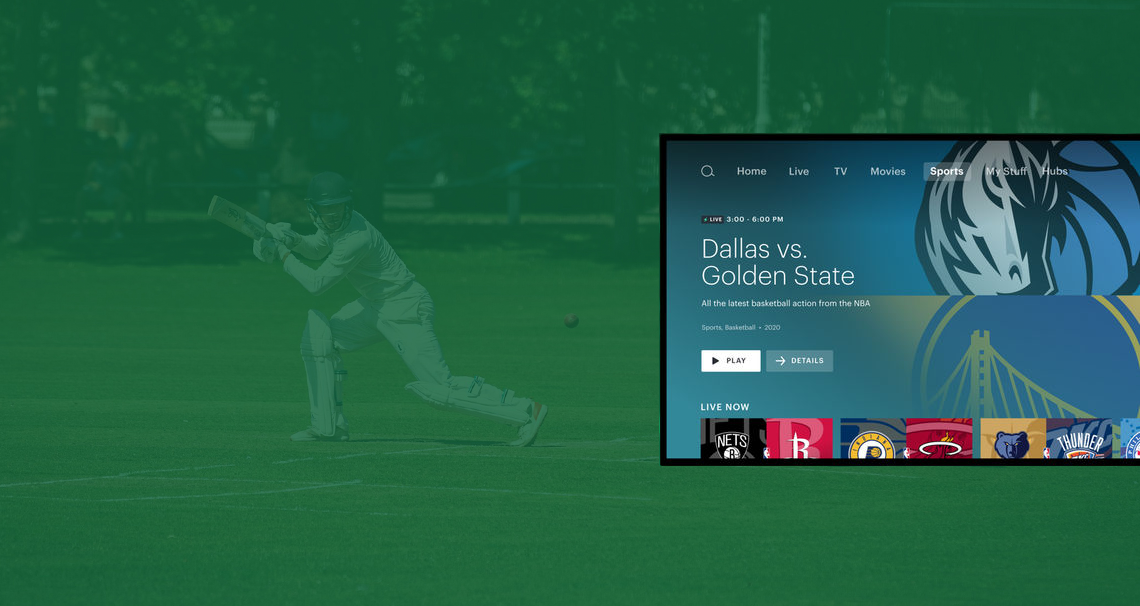 Home Live TV Movies Sports My Stuff Hubs
LIVE 3:00 - 6:00 PM
Dallas vs.
Golden State
All the latest basketball action from the NBA
Sports, Basketball • 2020
PLAY DETAILS
LIVE NOW
NETS B R THUNDER